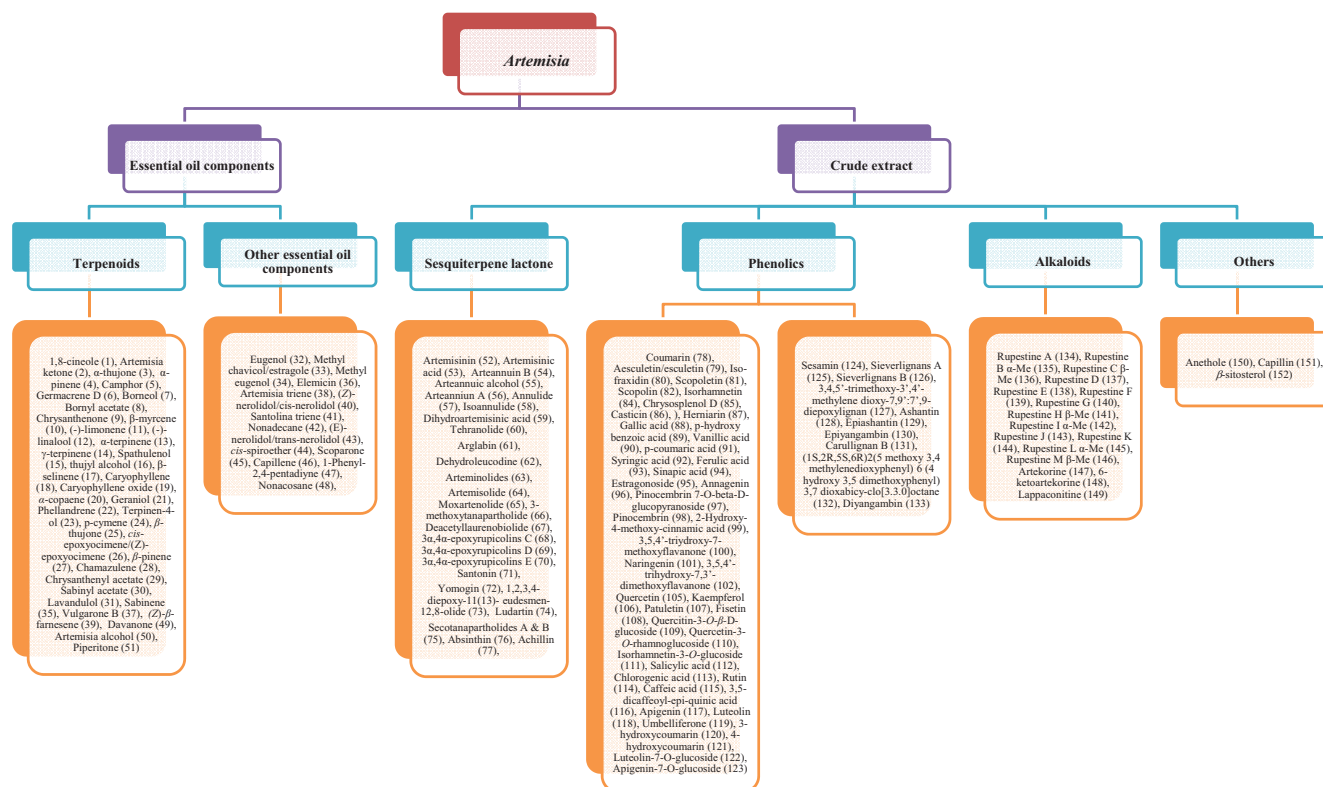 Artemisia
Essential oil components
Crude extract
Terpenoids
Other essential oil
components
Sesquiterpene lactone
Phenolics
Alkaloids
Others
1,8-cineole (1), Artemisia
ketone (2), α-thujone (3), α-
pinene (4), Camphor (5),
Germacrene D (6), Borneol (7),
Bornyl acetate (8),
Chrysanthenone (9), β-myrcene
(10), (-)-limonene (11), (-)-
linalool (12), α-terpinene (13),
γ-terpinene (14), Spathulenol
(15), thujyl alcohol (16), β-
selinene (17), Caryophyllene
(18), Caryophyllene oxide (19),
α-copaene (20), Geraniol (21),
Phellandrene (22), Terpinen-4-
ol (23), p-cymene (24), β-
thujone (25), cis-
epoxyocimene/(Z)-
epoxyocimene (26), β-pinene
(27), Chamazulene (28),
Chrysanthenyl acetate (29),
Sabinyl acetate (30),
Lavandulol (31), Sabinene
(35), Vulgarone B (37), (Z)-β-
farnesene (39), Davanone (49),
Artemisia alcohol (50),
Piperitone (51)
Eugenol (32), Methyl
chavicol/estragole (33), Methyl
eugenol (34), Elemicin (36),
Artemisia triene (38), (Z)-
nerolidol/cis-nerolidol (40),
Santolina triene (41),
Nonadecane (42), (E)-
nerolidol/trans-nerolidol (43),
cis-spiroether (44), Scoparone
(45), Capillene (46), 1-Phenyl-
2,4-pentadiyne (47),
Nonacosane (48),
Artemisinin (52), Artemisinic
acid (53), Arteannuin B (54),
Arteannuic alcohol (55),
Arteanniun A (56), Annulide
(57), Isoannulide (58),
Dihydroartemisinic acid (59),
Tehranolide (60),
Arglabin (61),
Dehydroleucodine (62),
Arteminolides (63),
Artemisolide (64),
Moxartenolide (65), 3-
methoxytanapartholide (66),
Deacetyllaurenobiolide (67),
3α,4α-epoxyrupicolins C (68)
3α,4α-epoxyrupicolins D (69)
3α,4α-epoxyrupicolins E (70)
Santonin (71),
Yomogin (72), 1,2,3,4-
diepoxy-11(13)- eudesmen-
12,8-olide (73), Ludartin (74),
Secotanapartholides A & B
(75), Absinthin (76), Achillin
(77),
Coumarin (78),
Aesculetin/esculetin (79), Iso-
fraxidin (80), Scopoletin (81),
Scopolin (82), Isorhamnetin
(84), Chrysosplenol D (85),
Casticin (86), ), Herniarin (87),
Gallic acid (88), p-hydroxy
benzoic acid (89), Vanillic acid
(90), p-coumaric acid (91),
Syringic acid (92), Ferulic acid
(93), Sinapic acid (94),
Estragonoside (95), Annagenin
(96), Pinocembrin 7-O-beta-D-
glucopyranoside (97),
Pinocembrin (98), 2-Hydroxy-
4-methoxy-cinnamic acid (99),
3,5,4'-triydroxy-7-
methoxyflavanone (100),
Naringenin (101), 3,5,4'-
trihydroxy-7,3'-
dimethoxyflavanone (102),
Quercetin (105), Kaempferol
(106), Patuletin (107), Fisetin
(108), Quercitin-3-O-β-D-
glucoside (109), Quercetin-3-
O-rhamnoglucoside (110),
Isorhamnetin-3-O-glucoside
(111), Salicylic acid (112),
Chlorogenic acid (113), Rutin
(114), Caffeic acid (115), 3,5-
dicaffeoyl-epi-quinic acid
(116), Apigenin (117), Luteolin
(118), Umbelliferone (119), 3-
hydroxycoumarin (120), 4-
hydroxycoumarin (121),
Luteolin-7-O-glucoside (122),
Apigenin-7-O-glucoside (123)
Sesamin (124), Sieverlignans A
(125), Sieverlignans B (126),
3,4,5'-trimethoxy-3',4'-
methylene dioxy-7,9':7',9-
diepoxylignan (127), Ashantin
(128), Epiashantin (129),
Epiyangambin (130),
Carullignan B (131),
(1S,2R,5S,6R)2(5 methoxy 3,4
methylenedioxyphenyl) 6 (4
hydroxy 3,5 dimethoxyphenyl)
3,7 dioxabicy-clo[3.3.0]octane
(132), Diyangambin (133)
Rupestine A (134), Rupestine
B α-Me (135), Rupestine C β-
Me (136), Rupestine D (137),
Rupestine E (138), Rupestine F
(139), Rupestine G (140),
Rupestine H β-Me (141),
Rupestine I α-Me (142),
Rupestine J (143), Rupestine K
(144), Rupestine L α-Me (145),
Rupestine M β-Me (146),
Artekorine (147), 6-
ketoartekorine (148),
Lappaconitine (149)
Anethole (150), Capillin (151),
β-sitosterol (152)